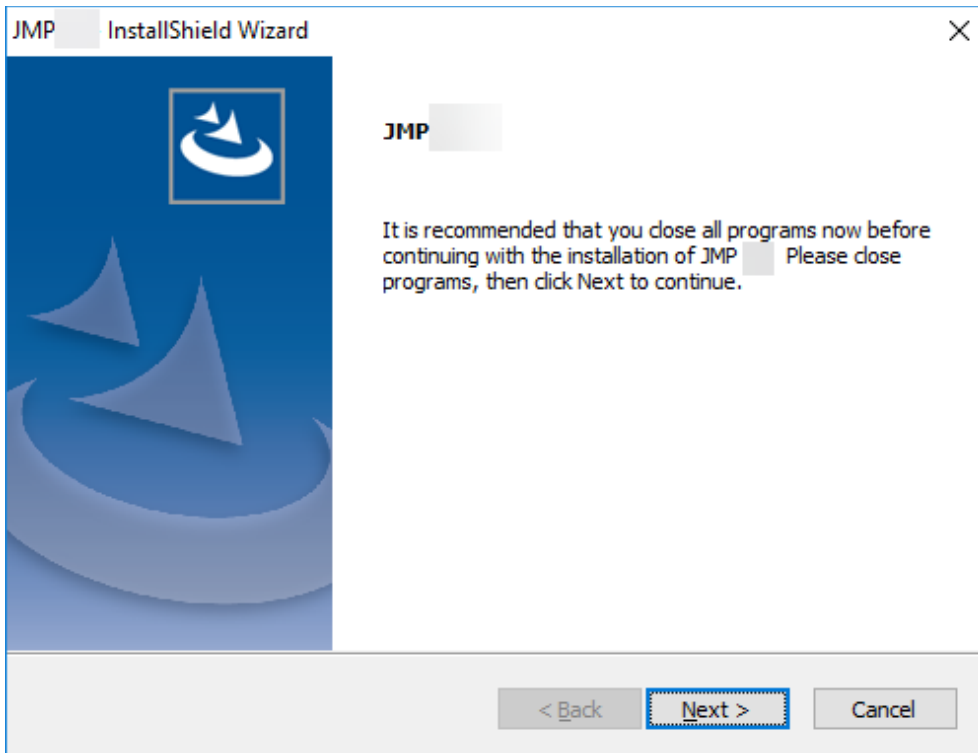 JMP InstallShield Wizard
JMP
It is recommended that you close all programs now before
continuing with the installation of JMP Please close
programs, then click Next to continue.
< Back
Next >
Cancel